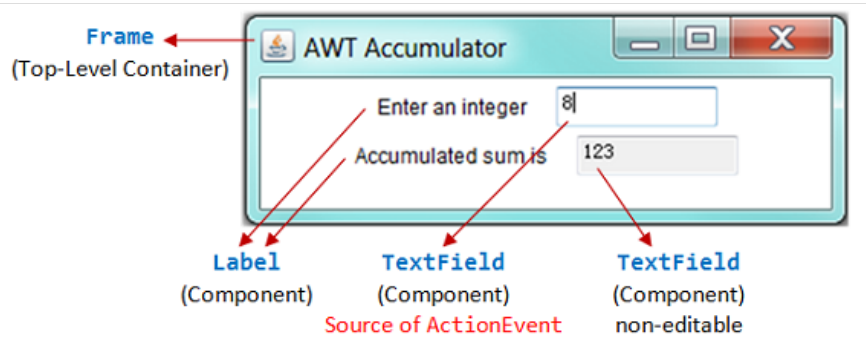 Frame
(Top-Level Container)
AWT Accumulator
Enter an integer 8
Accumulated sum is 123
Label
(Component)
TextField
(Component)
Source of ActionEvent
TextField
(Component)
non-editable